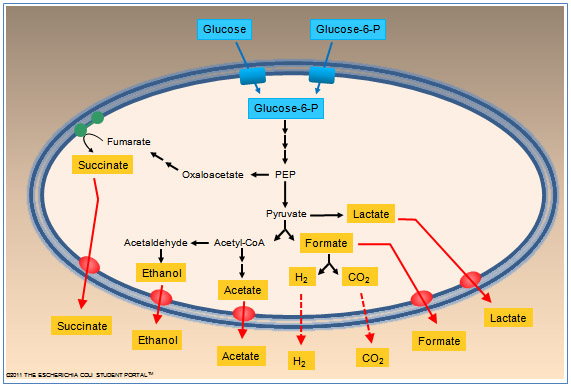 Glucose
Glucose-6-P
Glucose-6-P
Fumarate
Succinate
Oxaloacetate
PEP
Pyruvate
Lactate
Acetaldehyde
Acetyl-CoA
Formate
Ethanol
H2
CO2
Acetate
Succinate
Ethanol
Acetate
H2
CO2
Formate
Lactate
©2011 THE ESCHERICHIA COLI STUDENT PORTAL™